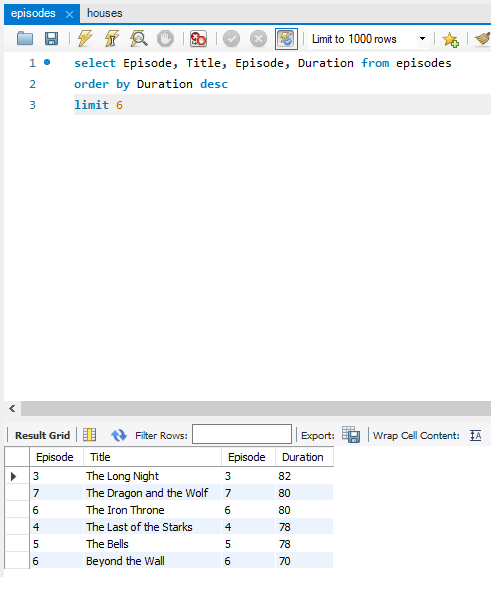 episodes × houses
Limit to 1000 rows
1 select Episode, Title, Episode, Duration from episodes
2 order by Duration desc
3 limit 6
Result Grid Filter Rows: Export: Wrap Cell Content: IA
Episode Title Episode Duration
3 The Long Night 3 82
7 The Dragon and the Wolf 7 80
6 The Iron Throne 6 80
4 The Last of the Starks 4 78
5 The Bells 5 78
6 Beyond the Wall 6 70